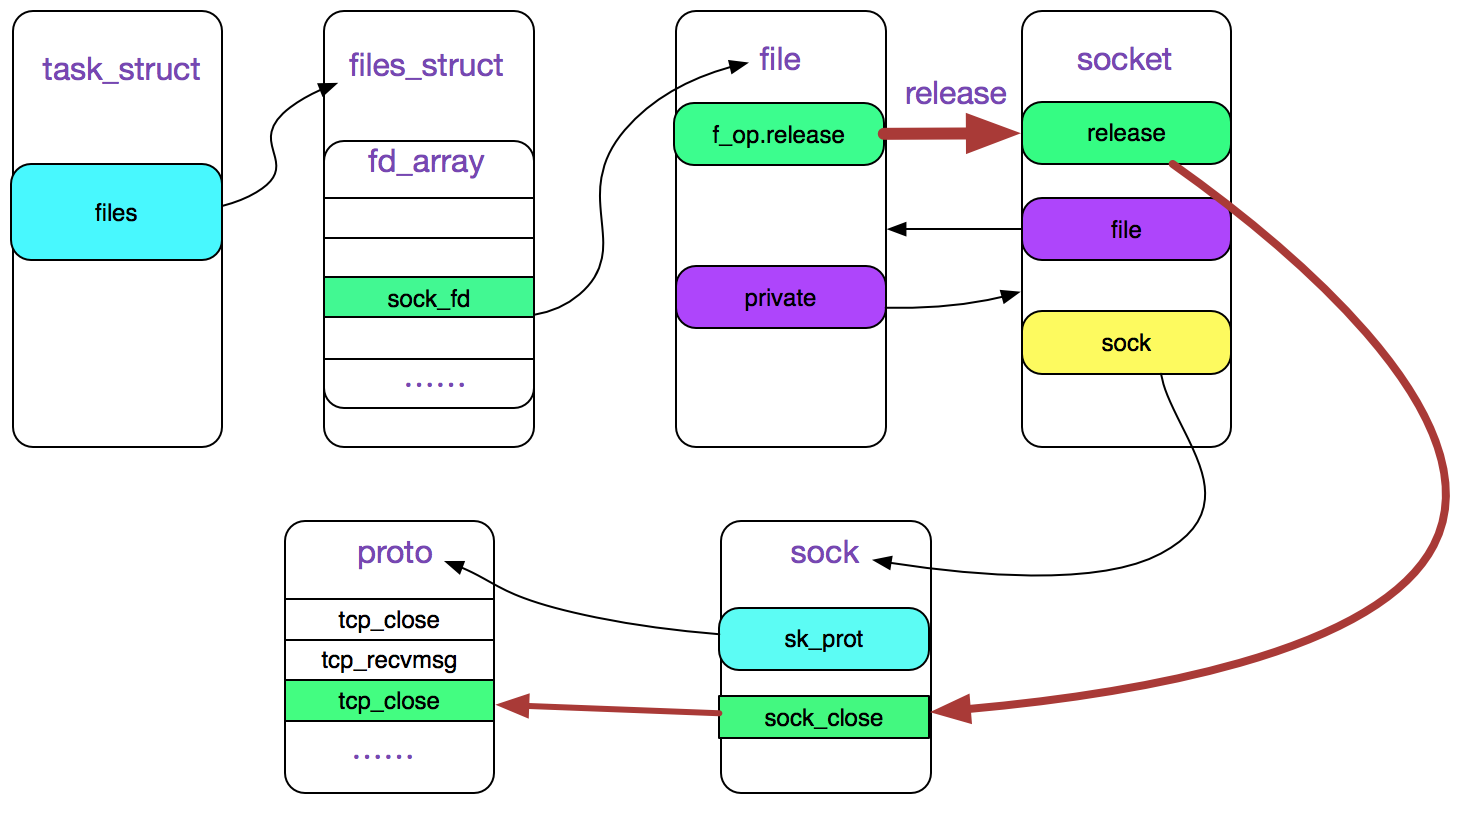 task_struct
files
files_struct
fd_array
sock_fd
......
file
f_op.release
private
release
socket
release
file
sock
proto
tcp_close
tcp_recvmsg
tcp_close
......
sock
sk_prot
sock_close